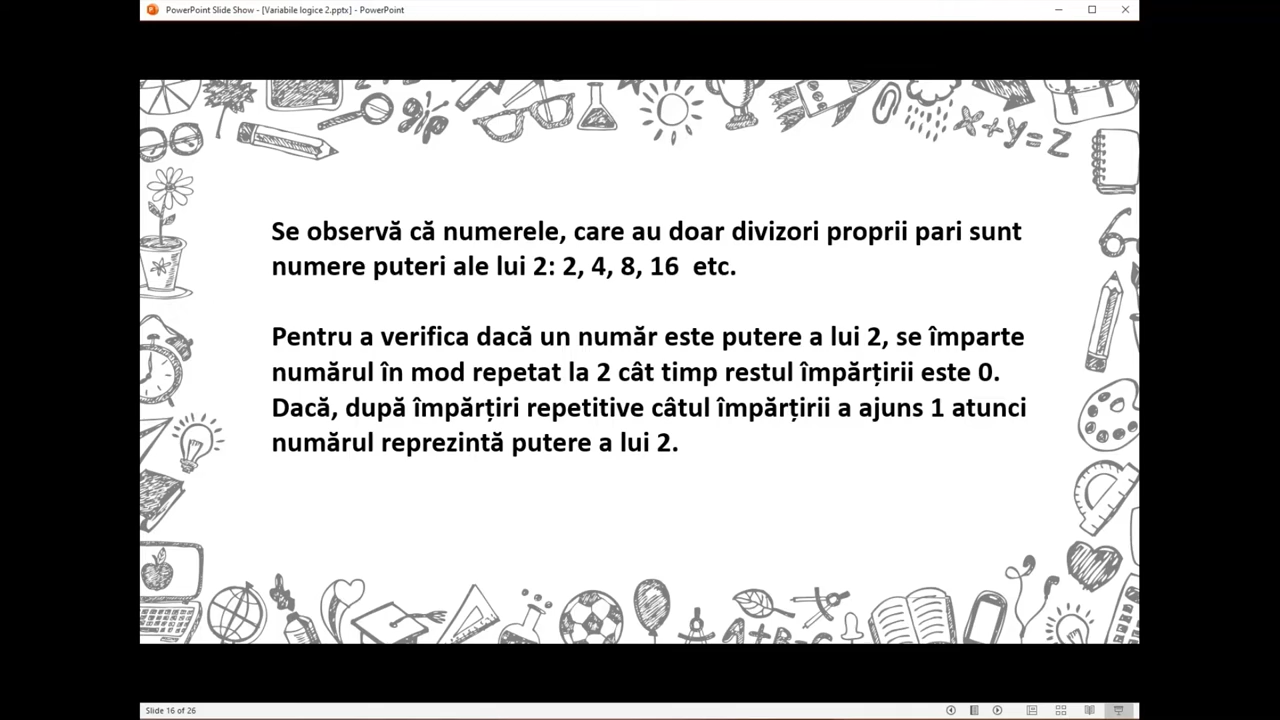 PowerPoint Slide Show - [Variabile logice 2.pptx] - PowerPoint
x+y=z
Se observă că numerele, care au doar divizori proprii pari sunt
numere puteri ale lui 2: 2, 4, 8, 16 etc.
Pentru a verifica dacă un număr este putere a lui 2, se împarte
numărul în mod repetat la 2 cât timp restul împărțirii este 0.
Dacă, după împărțiri repetitive câtul împărțirii a ajuns 1 atunci
numărul reprezintă putere a lui 2.
A+B=C
Slide 16 of 26